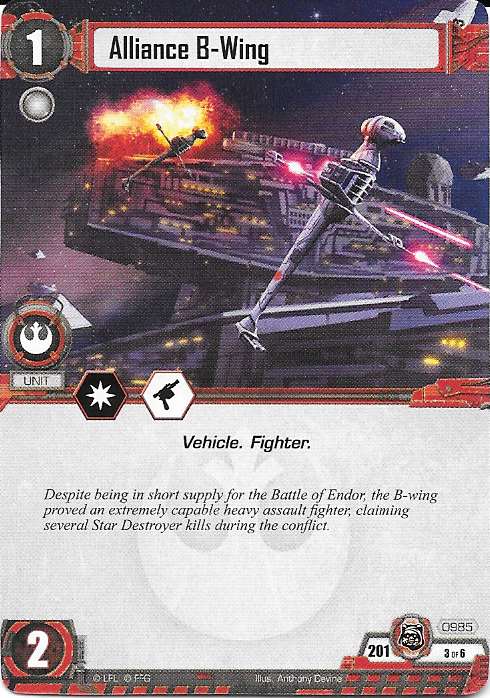 1
Alliance B-Wing
UNIT
Vehicle. Fighter.
Despite being in short supply for the Battle of Endor, the B-wing
proved an extremely capable heavy assault fighter, claiming
several Star Destroyer kills during the conflict.
2
0985
201
3 OF 6
© LFL © FFG
Illus. Anthony Devine